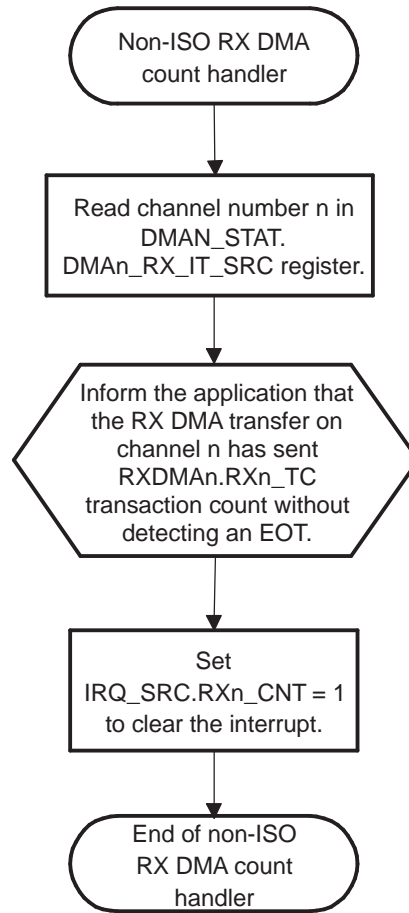 Non-ISO RX DMA
count handler
Read channel number n in
DMAN_STAT.
DMAn_RX_IT_SRC register.
Inform the application that
the RX DMA transfer on
channel n has sent
RXDMAn.RXn_TC
transaction count without
detecting an EOT.
Set
IRQ_SRC.RXn_CNT = 1
to clear the interrupt.
End of non-ISO
RX DMA count
handler